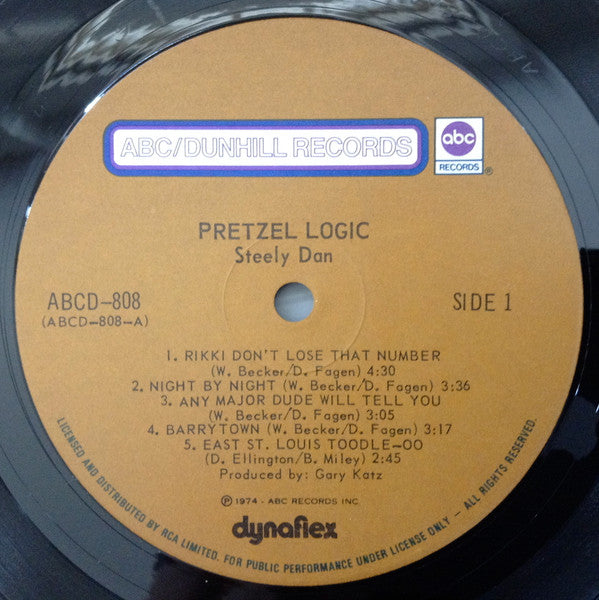 ABC/DUNHILL RECORDS
abc
RECORDS
®
PRETZEL LOGIC
Steely Dan
ABCD-808
(ABCD-808-A)
SIDE 1
1. RIKKI DON'T LOSE THAT NUMBER
(W. Becker/D. Fagen) 4:30
2. NIGHT BY NIGHT (W. Becker/D. Fagen) 3:36
3. ANY MAJOR DUDE WILL TELL YOU
(W. Becker/D. Fagen) 3:05
4. BARRYTOWN (W. Becker/D. Fagen) 3:17
5. EAST ST. LOUIS TOODLE-OO
(D. Ellington/B. Miley) 2:45
Produced by: Gary Katz
℗ 1974 - ABC RECORDS INC.
dynaflex
LICENSED AND DISTRIBUTED BY RCA LIMITED. FOR PUBLIC PERFORMANCE UNDER LICENSE ONLY - ALL RIGHTS RESERVED.